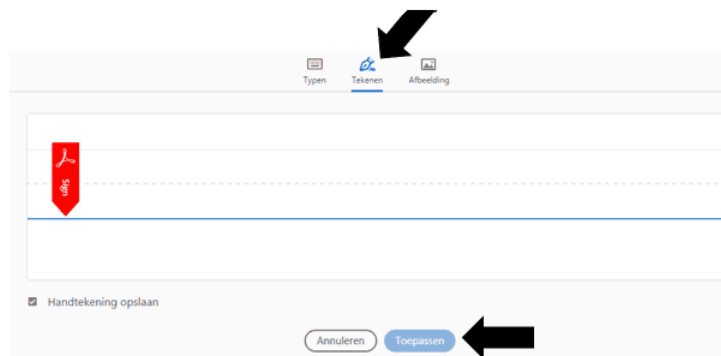 Typen Tekenen Afbeelding
Sign
Handtekening opslaan
Annuleren Toepassen